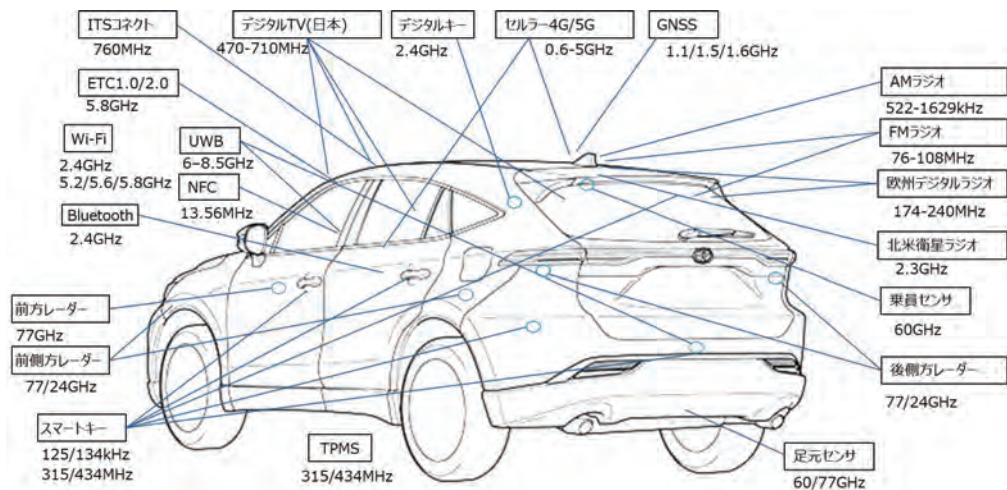 ITSコネクト
760MHz
デジタルTV(日本)
470-710MHz
デジタルキー
2.4GHz
セルラー4G/5G
0.6-5GHz
GNSS
1.1/1.5/1.6GHz
ETC1.0/2.0
5.8GHz
Wi-Fi
2.4GHz
5.2/5.6/5.8GHz
UWB
6-8.5GHz
NFC
13.56MHz
Bluetooth
2.4GHz
AMラジオ
522-1629kHz
FMラジオ
76-108MHz
欧州デジタルラジオ
174-240MHz
北米衛星ラジオ
2.3GHz
乗員センサ
60GHz
前方レーダー
77GHz
前側方レーダー
77/24GHz
後側方レーダー
77/24GHz
スマートキー
125/134kHz
315/434MHz
TPMS
315/434MHz
足元センサ
60/77GHz